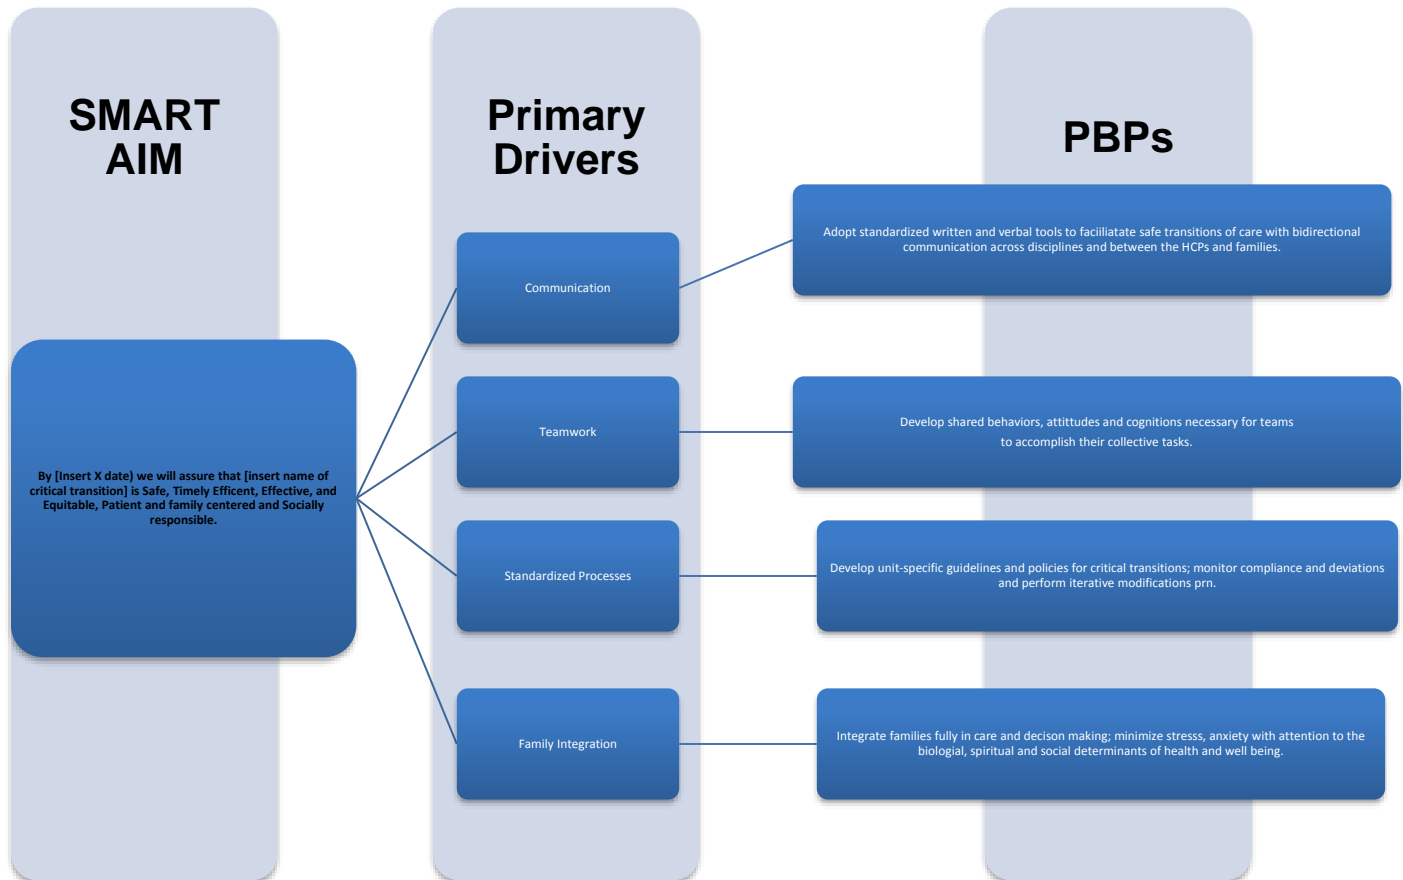 SMART
AIM
Primary
Drivers
PBPs
By [Insert X date) we will assure that [insert name of
critical transition] is Safe, Timely Efficent, Effective, and
Equitable, Patient and family centered and Socially
responsible.
Communication
Adopt standardized written and verbal tools to faciiliatate safe transitions of care with bidirectional
communication across disciplines and between the HCPs and families.
Teamwork
Develop shared behaviors, attittudes and cognitions necessary for teams
to accomplish their collective tasks.
Standardized Processes
Develop unit-specific guidelines and policies for critical transitions; monitor compliance and deviations
and perform iterative modifications prn.
Family Integration
Integrate families fully in care and decison making; minimize stresss, anxiety with attention to the
biologial, spiritual and social determinants of health and well being.